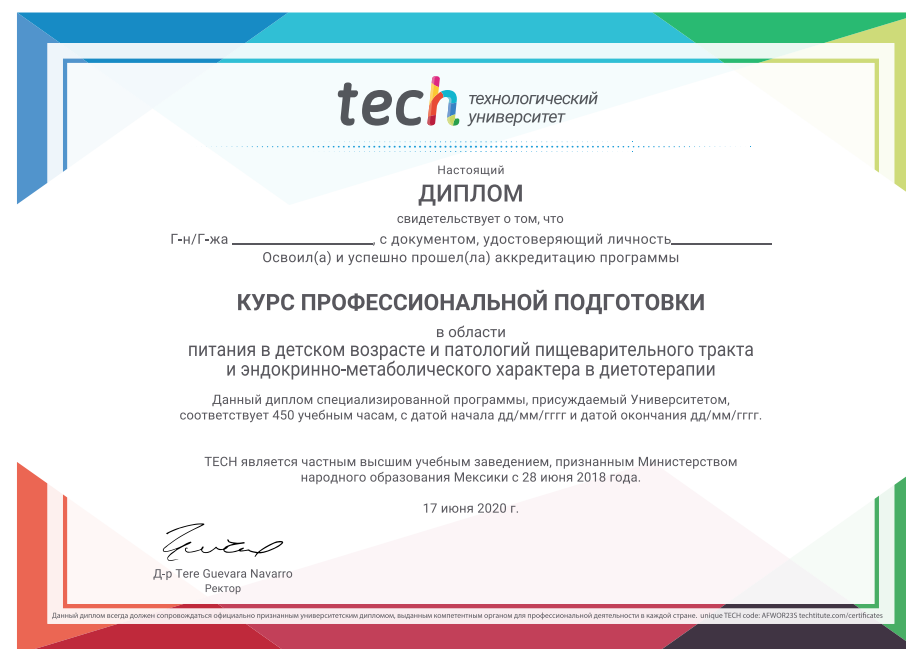 tech технологический
университет
Настоящий
ДИПЛОМ
свидетельствует о том, что
Г-н/Г-жа ________________, с документом, удостоверяющий личность____________
Освоил(а) и успешно прошел(ла) аккредитацию программы
КУРС ПРОФЕССИОНАЛЬНОЙ ПОДГОТОВКИ
в области
питания в детском возрасте и патологий пищеварительного тракта
и эндокринно-метаболического характера в диетотерапии
Данный диплом специализированной программы, присуждаемый Университетом,
соответствует 450 учебным часам, с датой начала дд/мм/гггг и датой окончания дд/мм/гггг.
TECH является частным высшим учебным заведением, признанным Министерством
народного образования Мексики с 28 июня 2018 года.
17 июня 2020 г.
Д-р Tere Guevara Navarro
Ректор
Данный диплом всегда должен сопровождаться официально признанным университетским дипломом, выданным компетентным органом для профессиональной деятельности в каждой стране. unique TECH code: AFWOR23S techtitute.com/certificates